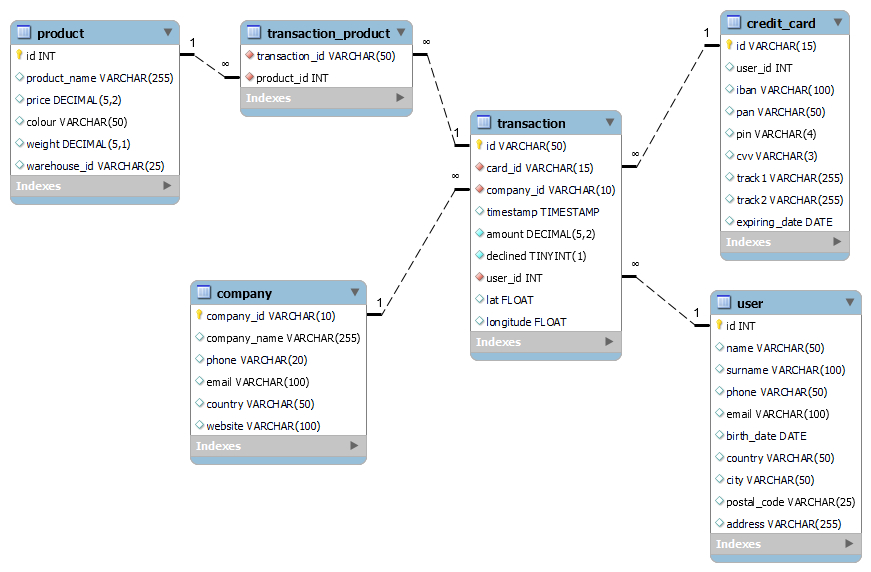 product
id INT
product_name VARCHAR(255)
price DECIMAL(5,2)
colour VARCHAR(50)
weight DECIMAL(5,1)
warehouse_id VARCHAR(25)
Indexes
1
∞
transaction_product
transaction_id VARCHAR(50)
product_id INT
Indexes
∞
1
transaction
id VARCHAR(50)
card_id VARCHAR(15)
company_id VARCHAR(10)
timestamp TIMESTAMP
amount DECIMAL(5,2)
declined TINYINT(1)
user_id INT
lat FLOAT
longitude FLOAT
Indexes
∞
1
∞
1
∞
1
credit_card
id VARCHAR(15)
user_id INT
iban VARCHAR(100)
pan VARCHAR(50)
pin VARCHAR(4)
cvv VARCHAR(3)
track1 VARCHAR(255)
track2 VARCHAR(255)
expiring_date DATE
Indexes
company
company_id VARCHAR(10)
company_name VARCHAR(255)
phone VARCHAR(20)
email VARCHAR(100)
country VARCHAR(50)
website VARCHAR(100)
Indexes
user
id INT
name VARCHAR(50)
surname VARCHAR(100)
phone VARCHAR(50)
email VARCHAR(100)
birth_date DATE
country VARCHAR(50)
city VARCHAR(50)
postal_code VARCHAR(25)
address VARCHAR(255)
Indexes